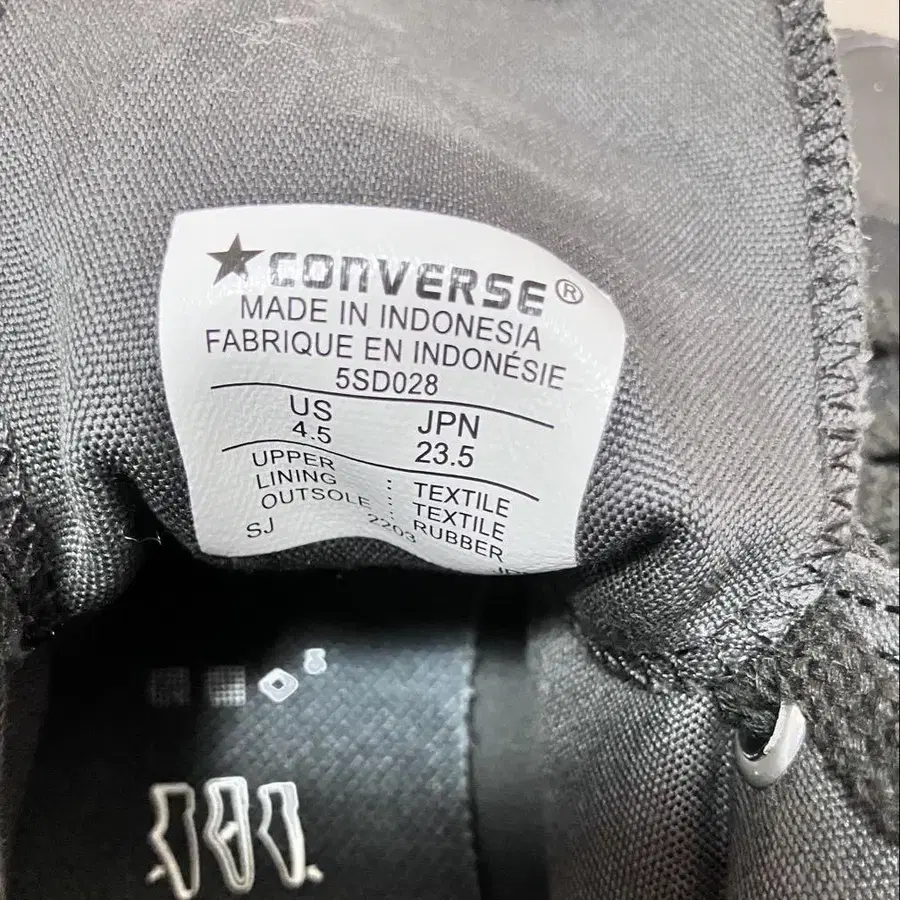 ★CONVERSE®
MADE IN INDONESIA
FABRIQUE EN INDONÉSIE
5SD028
US JPN
4.5 23.5
UPPER : TEXTILE
LINING : TEXTILE
OUTSOLE : RUBBER
SJ 2203